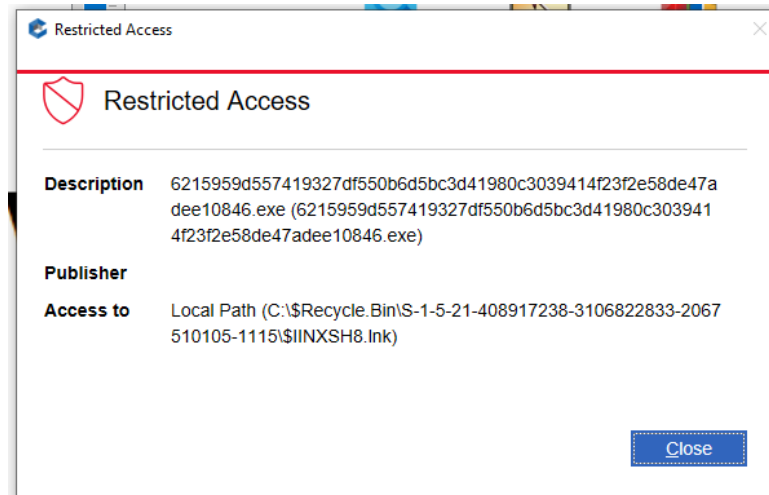 Restricted Access
Restricted Access
Description
6215959d557419327df550b6d5bc3d41980c3039414f23f2e58de47a
dee10846.exe (6215959d557419327df550b6d5bc3d41980c303941
4f23f2e58de47adee10846.exe)
Publisher
Access to
Local Path (C:\$Recycle.Bin\S-1-5-21-408917238-3106822833-2067
510105-1115\$IINXSH8.lnk)
Close